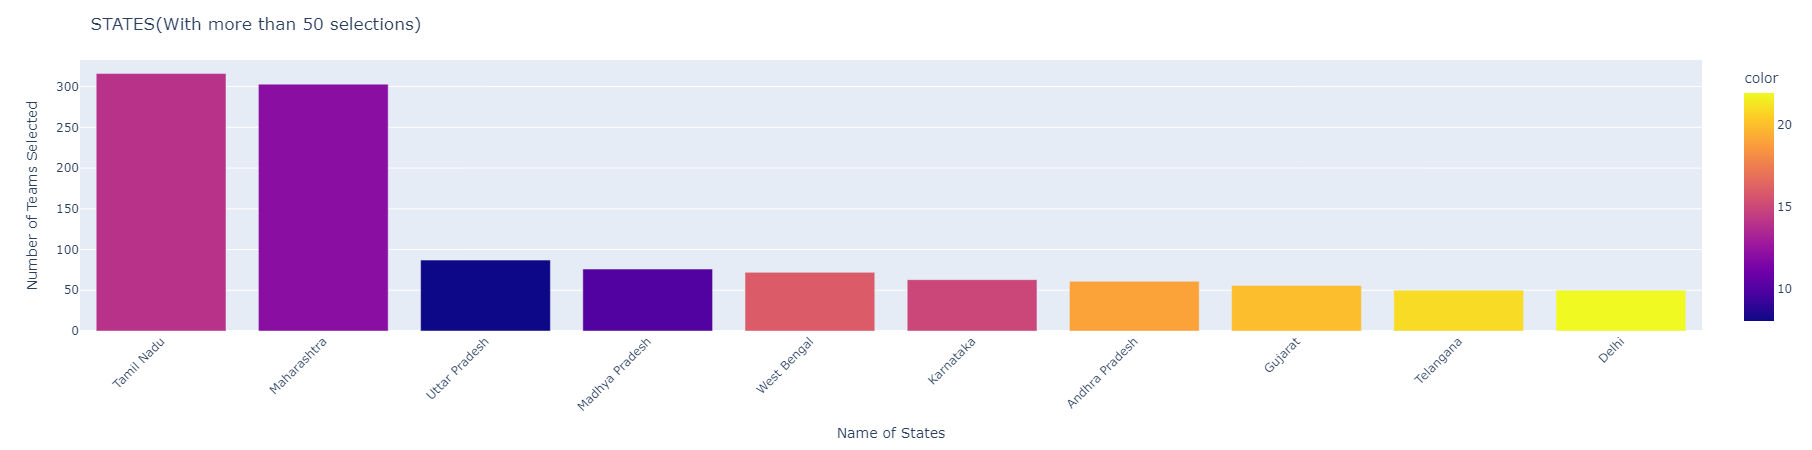 STATES(With more than 50 selections)
Number of Teams Selected
300
250
200
150
100
50
0
Tamil Nadu
Maharashtra
Uttar Pradesh
Madhya Pradesh
West Bengal
Karnataka
Andhra Pradesh
Gujarat
Telangana
Delhi
Name of States
color
20
15
10